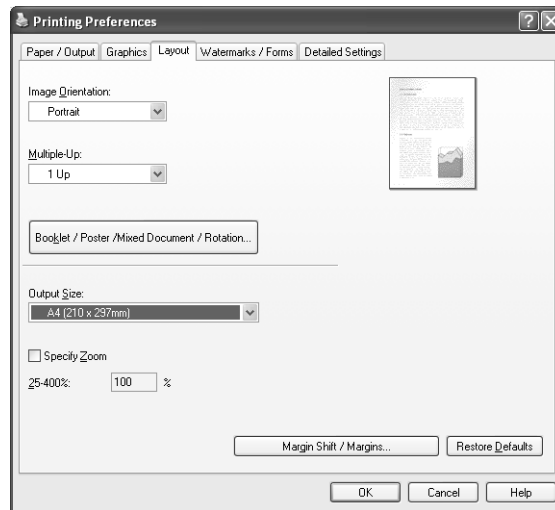 Printing Preferences
Paper / Output Graphics Layout Watermarks / Forms Detailed Settings
Image Orientation:
Portrait
Multiple-Up:
1 Up
Booklet / Poster /Mixed Document / Rotation...
Output Size:
A4 (210 x 297mm)
Specify Zoom
25-400%: 100 %
Margin Shift / Margins... Restore Defaults
OK Cancel Help